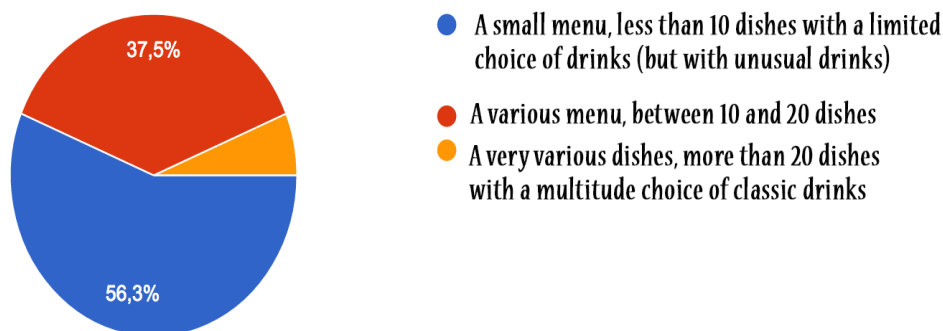 37,5%
56,3%
A small menu, less than 10 dishes with a limited
choice of drinks (but with unusual drinks)
A various menu, between 10 and 20 dishes
A very various dishes, more than 20 dishes
with a multitude choice of classic drinks